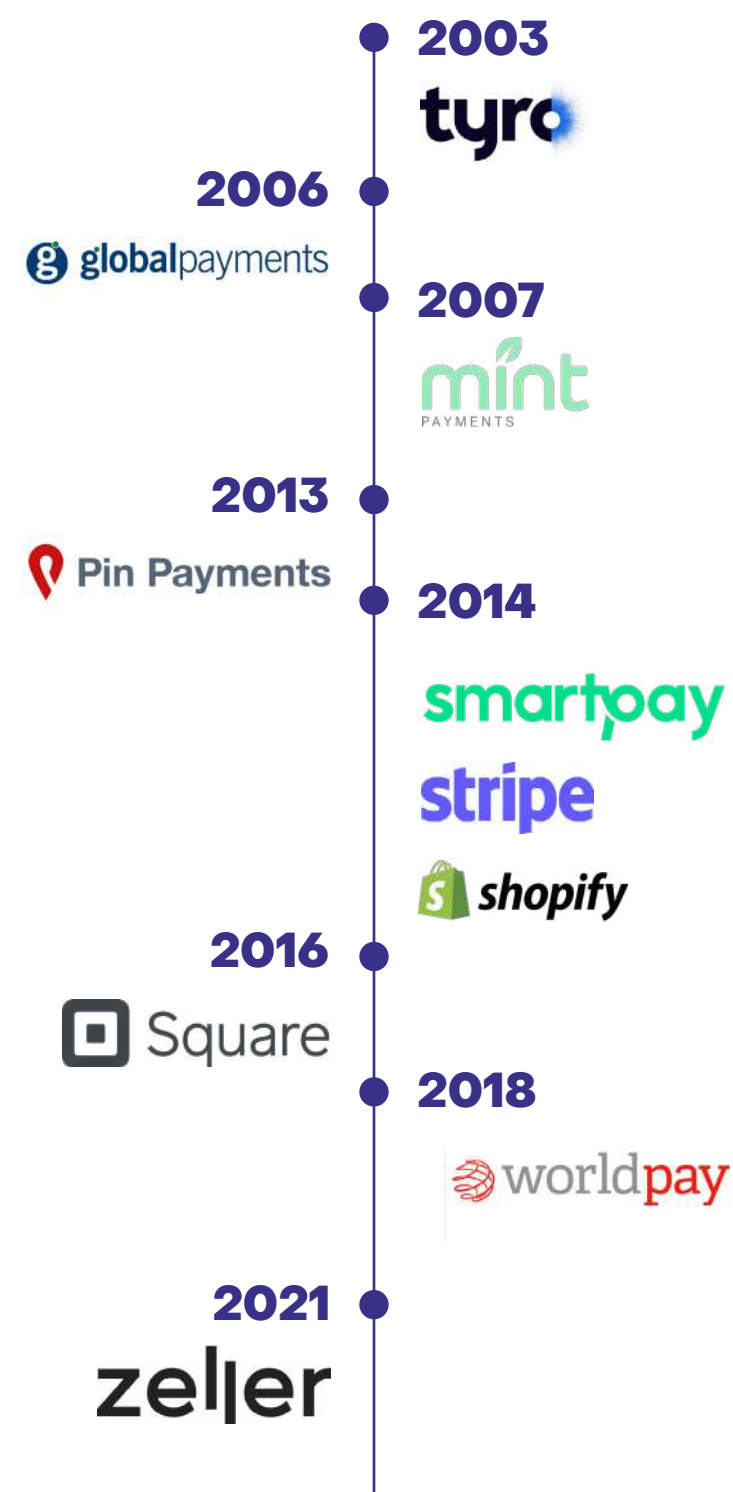 2003
tyro
2006
g globalpayments
2007
mint
PAYMENTS
2013
Pin Payments
2014
smartpay
stripe
S shopify
2016
Square
2018
worldpay
2021
zeller